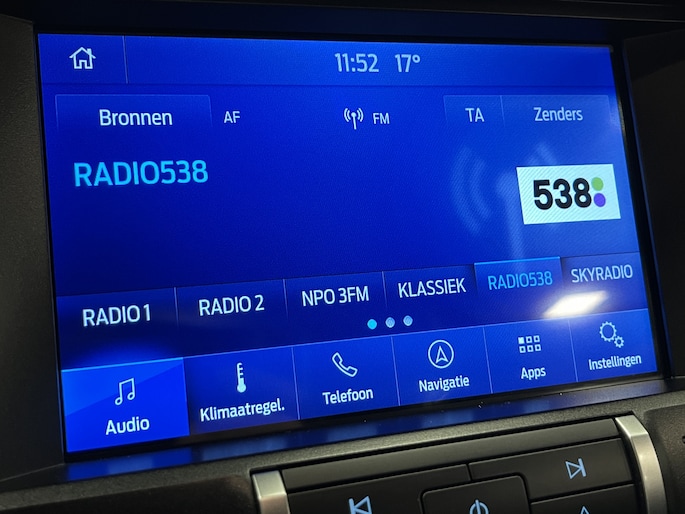 11:52 17°
Bronnen AF FM TA Zenders
RADIO538
538
RADIO 1 RADIO 2 NPO 3FM KLASSIEK RADIO538 SKYRADIO
Audio Klimaatregel. Telefoon Navigatie Apps Instellingen